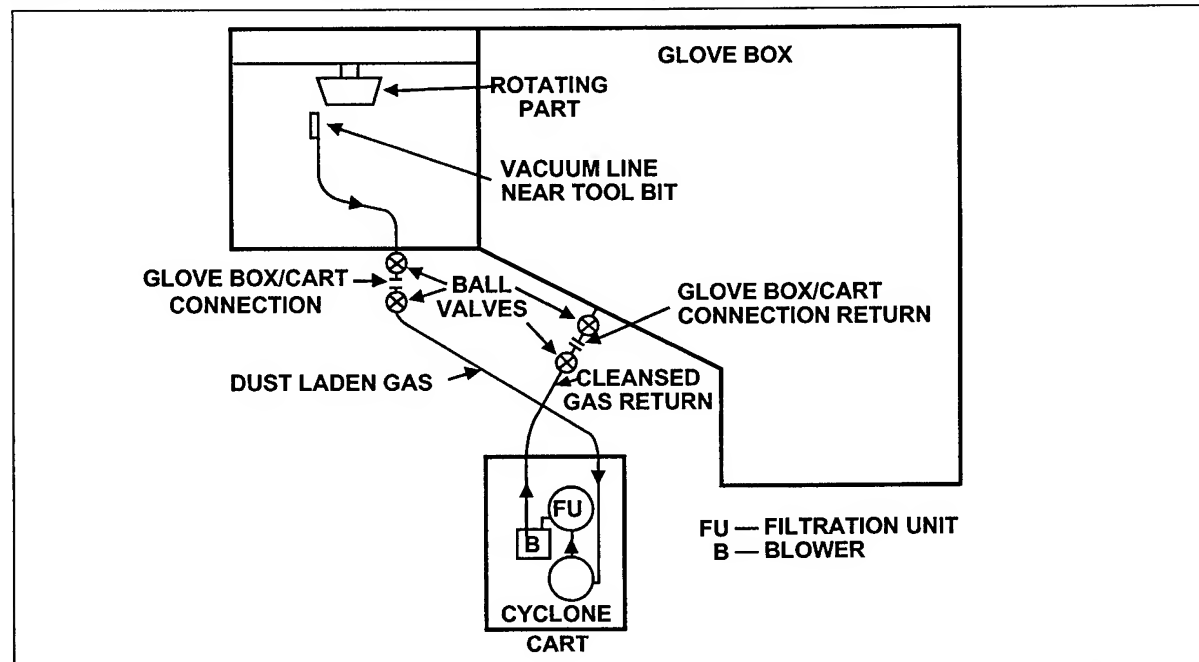 GLOVE BOX
ROTATING
PART
VACUUM LINE
NEAR TOOL BIT
GLOVE BOX/CART
CONNECTION
BALL
VALVES
GLOVE BOX/CART
CONNECTION RETURN
DUST LADEN GAS
CLEANSED
GAS RETURN
FU
B
CYCLONE
CART
FU — FILTRATION UNIT
B — BLOWER